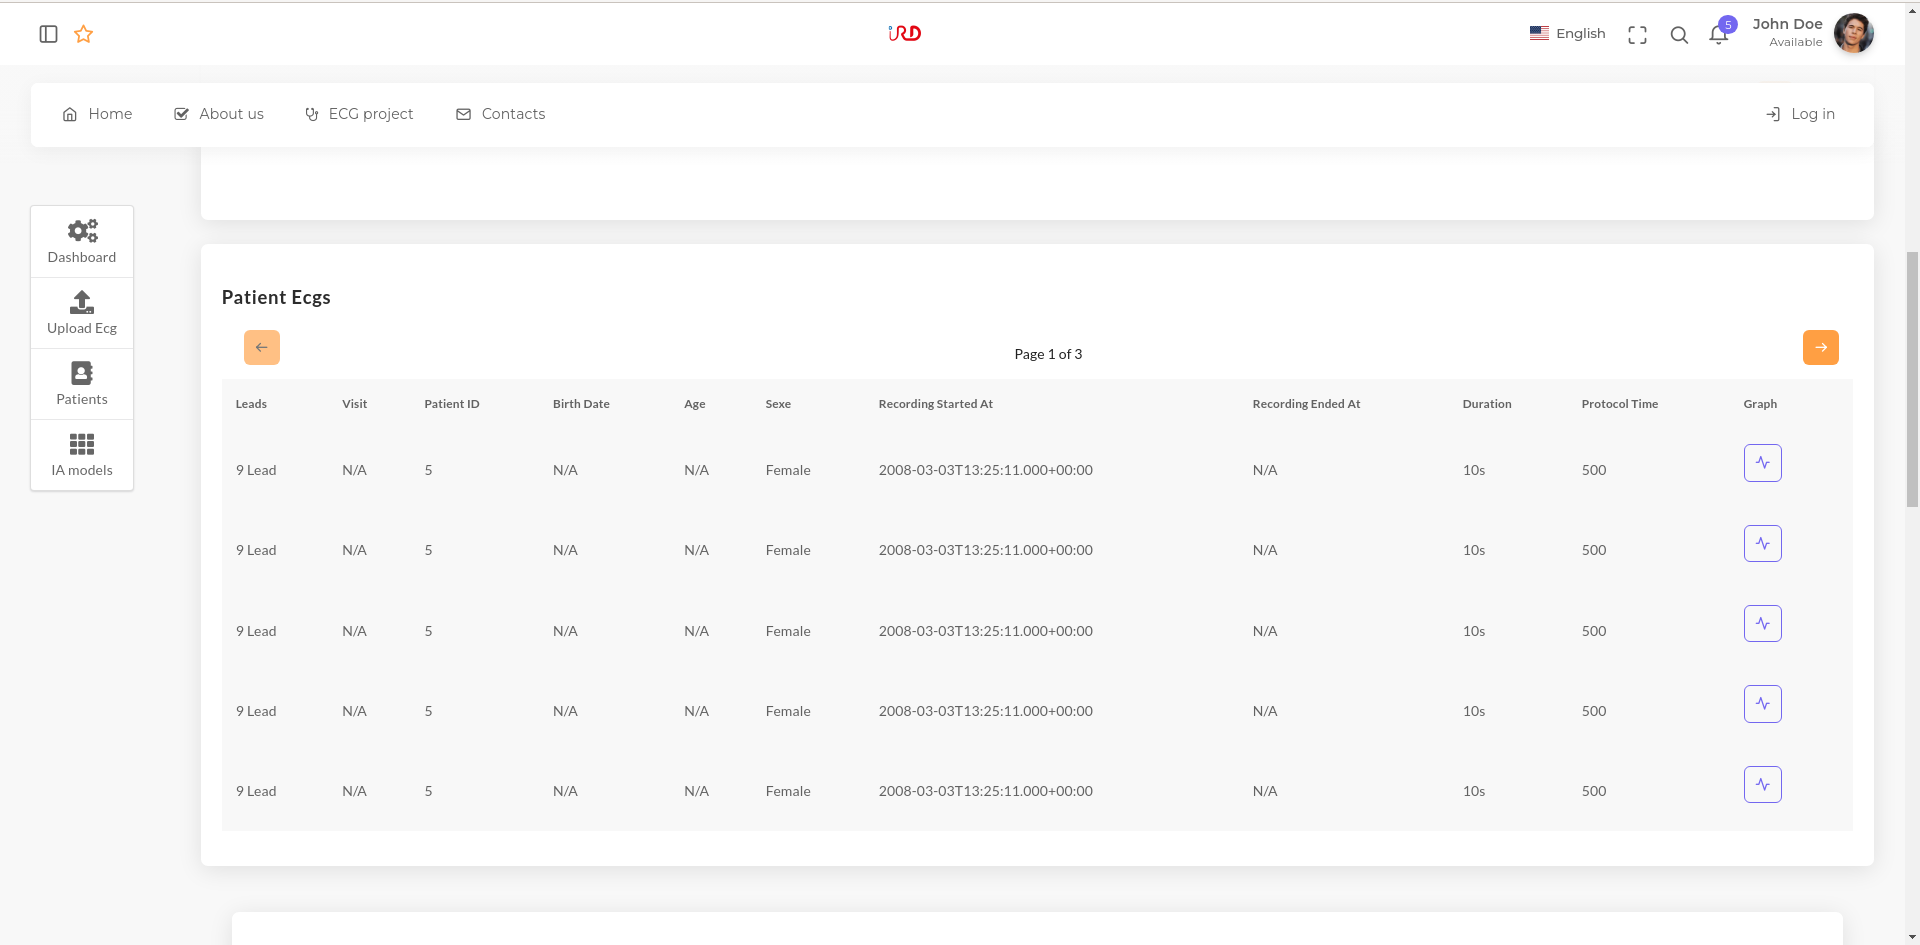 iRD
English
5
John Doe
Available
Home
About us
ECG project
Contacts
Log in
Dashboard
Upload Ecg
Patients
IA models
Patient Ecgs
Page 1 of 3
Leads Visit Patient ID Birth Date Age Sexe Recording Started At Recording Ended At Duration Protocol Time Graph
9 Lead N/A 5 N/A N/A Female 2008-03-03T13:25:11.000+00:00 N/A 10s 500
9 Lead N/A 5 N/A N/A Female 2008-03-03T13:25:11.000+00:00 N/A 10s 500
9 Lead N/A 5 N/A N/A Female 2008-03-03T13:25:11.000+00:00 N/A 10s 500
9 Lead N/A 5 N/A N/A Female 2008-03-03T13:25:11.000+00:00 N/A 10s 500
9 Lead N/A 5 N/A N/A Female 2008-03-03T13:25:11.000+00:00 N/A 10s 500